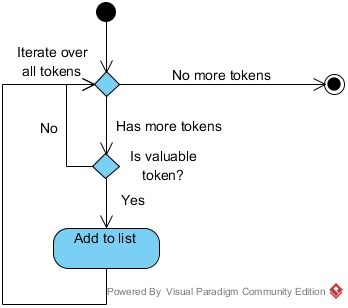 Iterate over
all tokens
No more tokens
No
Has more tokens
Is valuable
token?
Yes
Add to list
Powered By Visual Paradigm Community Edition